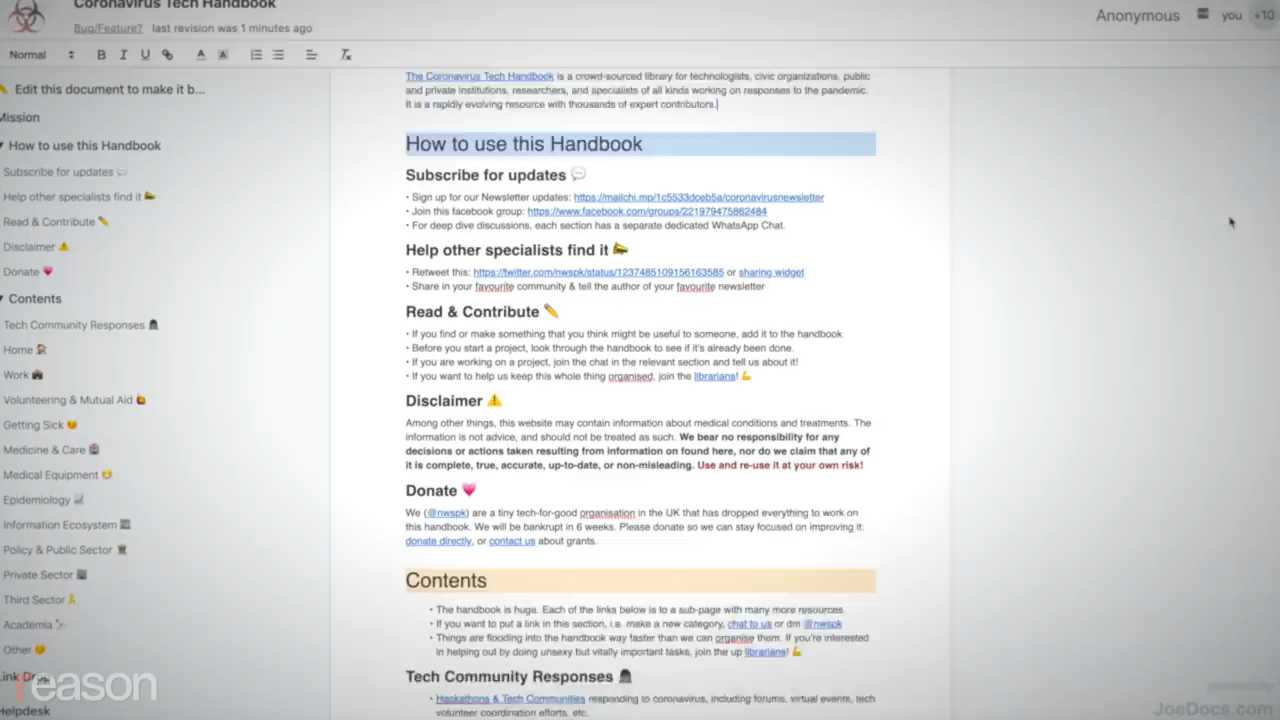 Coronavirus Tech Handbook
Bug/Feature? last revision was 1 minutes ago
Anonymous you +10
Normal B I U A A
Edit this document to make it b...
Mission
How to use this Handbook
Subscribe for updates
Help other specialists find it
Read & Contribute
Disclaimer
Donate
Contents
Tech Community Responses
Home
Work
Volunteering & Mutual Aid
Getting Sick
Medicine & Care
Medical Equipment
Epidemiology
Information Ecosystem
Policy & Public Sector
Private Sector
Third Sector
Academia
Other
Helpdesk
reason
The Coronavirus Tech Handbook is a crowd-sourced library for technologists, civic organizations, public
and private institutions, researchers, and specialists of all kinds working on responses to the pandemic.
It is a rapidly evolving resource with thousands of expert contributors.
How to use this Handbook
Subscribe for updates
• Sign up for our Newsletter updates: https://mailchi.mp/1c5533dceb5a/coronavirusnewsletter
• Join this facebook group: https://www.facebook.com/groups/221979475862484
• For deep dive discussions, each section has a separate dedicated WhatsApp Chat.
Help other specialists find it
• Retweet this: https://twitter.com/nwspk/status/1237485109156163585 or sharing widget
• Share in your favourite community & tell the author of your favourite newsletter
Read & Contribute
• If you find or make something that you think might be useful to someone, add it to the handbook.
• Before you start a project, look through the handbook to see if it's already been done.
• If you are working on a project, join the chat in the relevant section and tell us about it!
• If you want to help us keep this whole thing organised, join the librarians!
Disclaimer
Among other things, this website may contain information about medical conditions and treatments. The
information is not advice, and should not be treated as such. We bear no responsibility for any
decisions or actions taken resulting from information on found here, nor do we claim that any of
it is complete, true, accurate, up-to-date, or non-misleading. Use and re-use it at your own risk!
Donate
We (@nwspk) are a tiny tech-for-good organisation in the UK that has dropped everything to work on
this handbook. We will be bankrupt in 6 weeks. Please donate so we can stay focused on improving it:
donate directly, or contact us about grants.
Contents
• The handbook is huge. Each of the links below is to a sub-page with many more resources.
• If you want to put a link in this section, i.e. make a new category, chat to us or dm @nwspk
• Things are flooding into the handbook way faster than we can organise them. If you're interested
in helping out by doing unsexy but vitally important tasks, join the up librarians!
Tech Community Responses
• Hackathons & Tech Communities responding to coronavirus, including forums, virtual events, tech
volunteer coordination efforts, etc.
powered by
JoeDocs.com